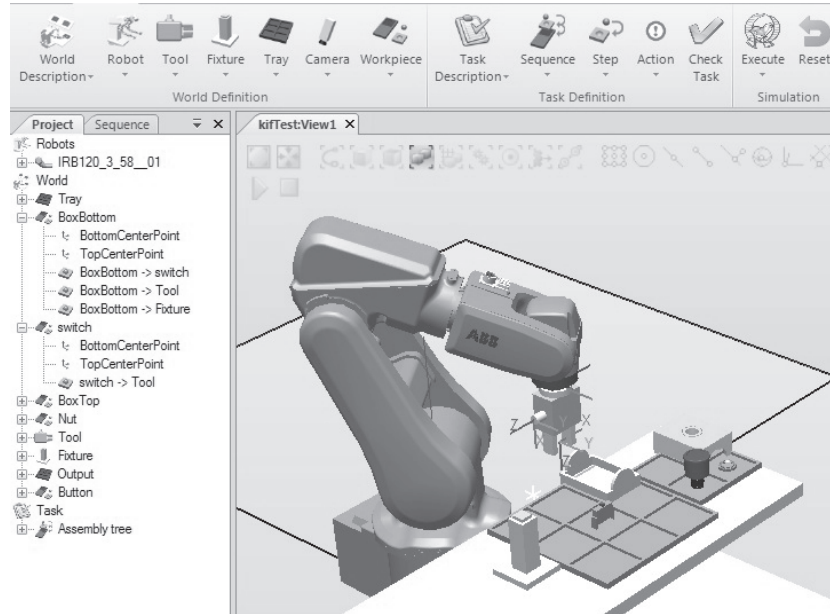 World Description
Robot
Tool
Fixture
Tray
Camera
Workpiece
Task Description
Sequence
Step
Action
Check Task
Execute
Reset
World Definition
Task Definition
Simulation
Project
Sequence
kifTest:View1
Robots
IRB120_3_58__01
World
Tray
BoxBottom
BottomCenterPoint
TopCenterPoint
BoxBottom -> switch
BoxBottom -> Tool
BoxBottom -> Fixture
switch
BottomCenterPoint
TopCenterPoint
switch -> Tool
BoxTop
Nut
Tool
Fixture
Output
Button
Task
Assembly tree
ABB
Z
Y
X
X
Y
Z